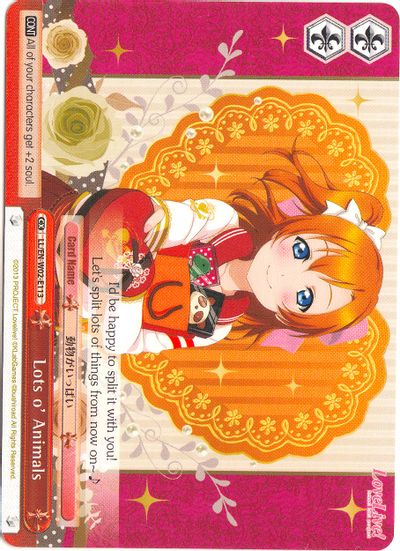 LoveLive!
I'd be happy to split it with you!
Let's split lots of things from now on~♪
CONT All of your characters get +2 soul.
CX LL/EN-W02-E113
Card Name 動物がいっぱい
Lots o' Animals
©2013 PROJECT Lovelive! ©KLabGames ©bushiroad All Rights Reserved.